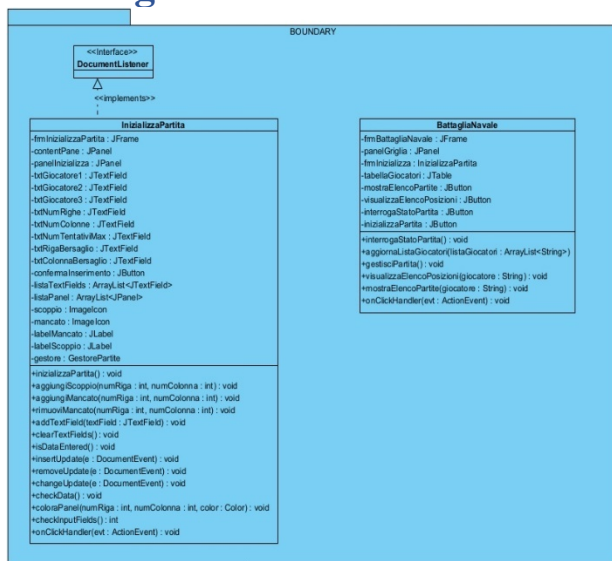 BOUNDARY
<<Interface>>
DocumentListener
<<implements>>
InizializzaPartita
-frmInizializzaPartita : JFrame
-contentPane : JPanel
-panelInizializza : JPanel
-txtGiocatore1 : JTextField
-txtGiocatore2 : JTextField
-txtGiocatore3 : JTextField
-txtNumRighe : JTextField
-txtNumColonne : JTextField
-txtNumTentativiMax : JTextField
-txtRigaBersaglio : JTextField
-txtColonnaBersaglio : JTextField
-confermaInserimento : JButton
-listaTextFields : ArrayList<JTextField>
-listaPanel : ArrayList<JPanel>
-scoppio : ImageIcon
-mancato : ImageIcon
-labelMancato : JLabel
-labelScoppio : JLabel
-gestore : GestorePartite
+inizializzaPartita() : void
+aggiungiScoppio(numRiga : int, numColonna : int) : void
+aggiungiMancato(numRiga : int, numColonna : int) : void
+rimuoviMancato(numRiga : int, numColonna : int) : void
+addTextField(textField : JTextField) : void
+clearTextFields() : void
+isDataEntered() : void
+insertUpdate(e : DocumentEvent) : void
+removeUpdate(e : DocumentEvent) : void
+changeUpdate(e : DocumentEvent) : void
+checkData() : void
+coloraPanel(numRiga : int, numColonna : int, color : Color) : void
+checkInputFields() : int
+onClickHandler(evt : ActionEvent) : void
BattagliaNavale
-frmBattagliaNavale : JFrame
-panelGriglia : JPanel
-frmInizializza : InizializzaPartita
-tabellaGiocatori : JTable
-mostraElencoPartite : JButton
-visualizzaElencoPosizioni : JButton
-interrogaStatoPartita : JButton
-inizializzaPartita : JButton
+interrogaStatoPartita() : void
+aggiornaListaGiocatori(listaGiocatori : ArrayList<String>) : void
+gestisciPartita() : void
+visualizzaElencoPosizioni(giocatore : String) : void
+mostraElencoPartite(giocatore : String) : void
+onClickHandler(evt : ActionEvent) : void